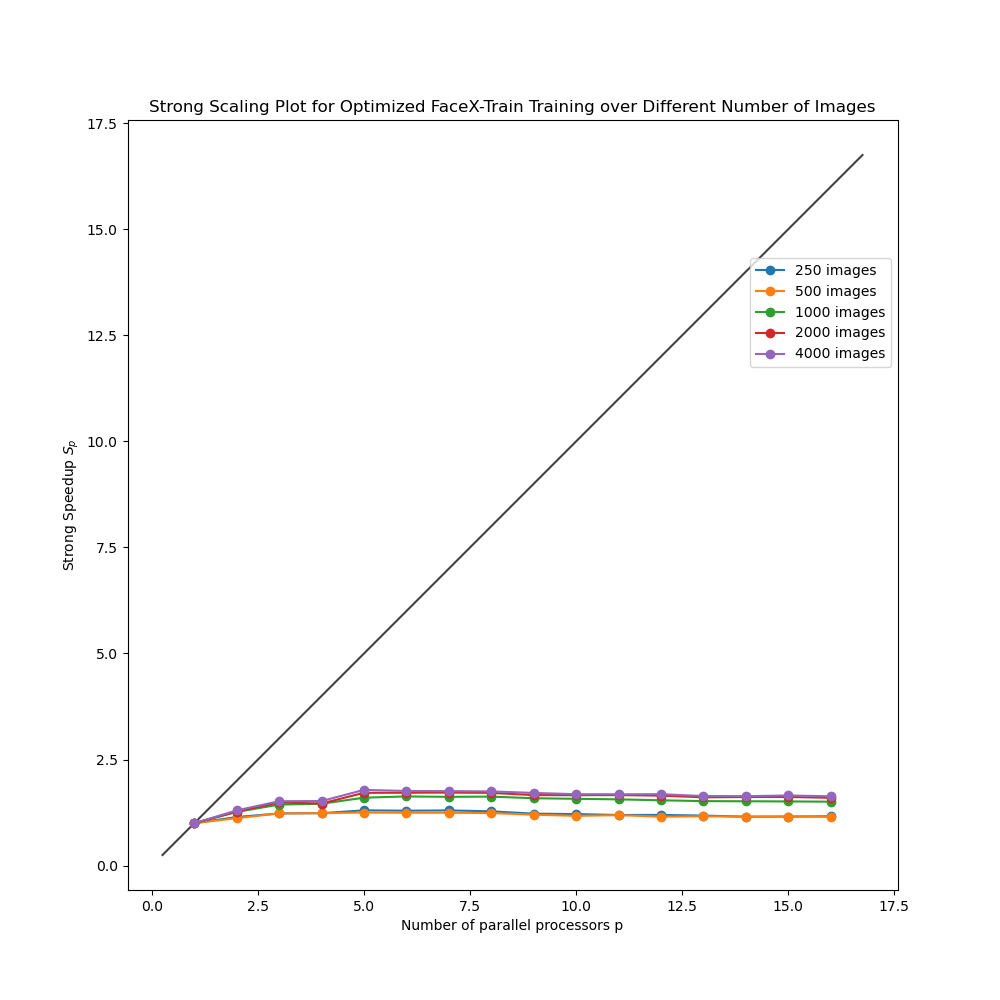 Strong Scaling Plot for Optimized FaceX-Train Training over Different Number of Images
17.5
15.0
12.5
10.0
7.5
5.0
2.5
0.0
Strong Speedup Sₚ
250 images
500 images
1000 images
2000 images
4000 images
0.0 2.5 5.0 7.5 10.0 12.5 15.0 17.5
Number of parallel processors p